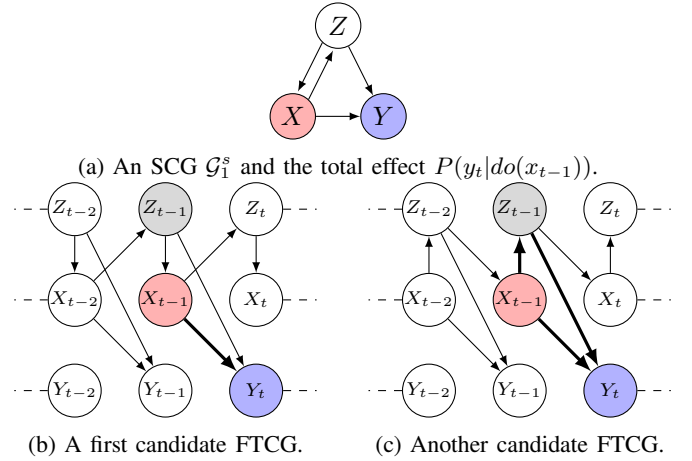 Z
X Y
(a) An SCG 𝒢₁ˢ and the total effect P(yₜ|do(xₜ₋₁)).
Zₜ₋₂ Zₜ₋₁ Zₜ Zₜ₋₂ Zₜ₋₁ Zₜ
Xₜ₋₂ Xₜ₋₁ Xₜ Xₜ₋₂ Xₜ₋₁ Xₜ
Yₜ₋₂ Yₜ₋₁ Yₜ Yₜ₋₂ Yₜ₋₁ Yₜ
(b) A first candidate FTCG. (c) Another candidate FTCG.